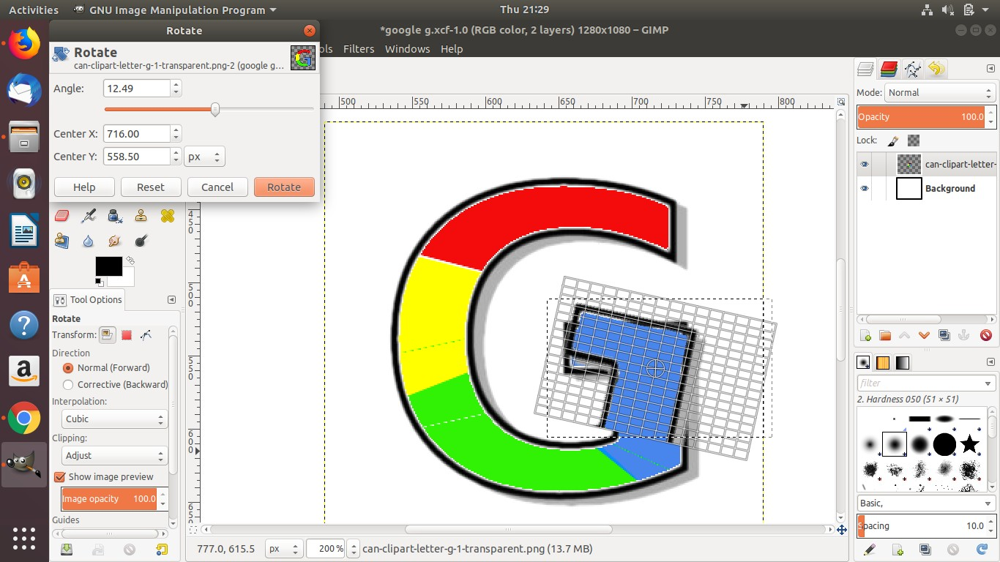 Activities GNU Image Manipulation Program Thu 21:29
Rotate
*google g.xcf-1.0 (RGB color, 2 layers) 1280x1080 – GIMP
ols Filters Windows Help
Rotate
can-clipart-letter-g-1-transparent.png-2 (google g...
Angle: 12.49
Center X: 716.00
Center Y: 558.50 px
Help Reset Cancel Rotate
500 550 600 650 700 750 800
450
500
550
600
65
Mode: Normal
Opacity 100.0
Lock:
can-clipart-letter-
Background
Tool Options
Rotate
Transform:
Direction
Normal (Forward)
Corrective (Backward)
Interpolation:
Cubic
Clipping:
Adjust
Show image preview
Image opacity 100.0
Guides
G
filter
2. Hardness 050 (51 × 51)
Basic,
Spacing 10.0
777.0, 615.5 px 200 % can-clipart-letter-g-1-transparent.png (13.7 MB)